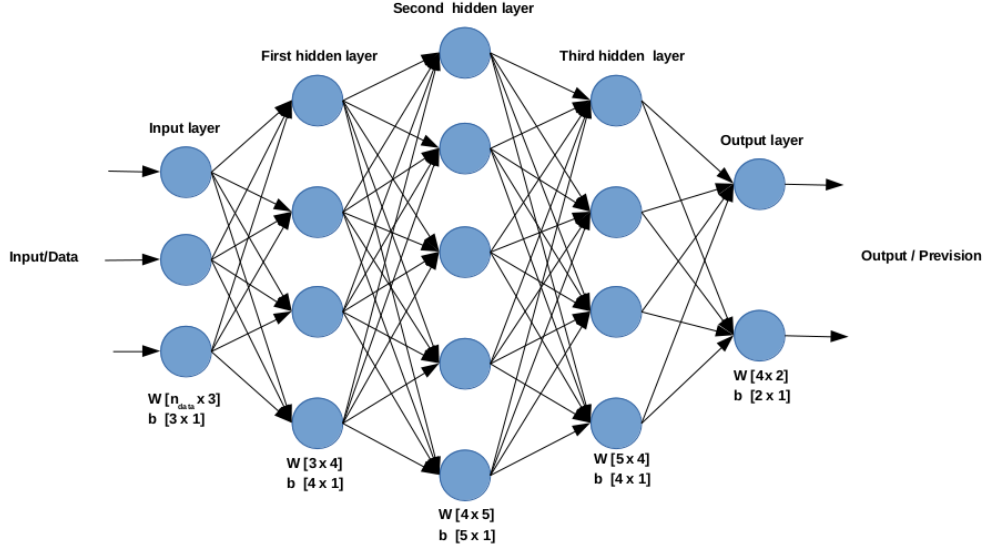 Second hidden layer
First hidden layer
Third hidden  layer
Input layer
Output layer
Input/Data
Output / Prevision
W [n_data x 3]
b  [3 x 1]
W [3 x 4]
b  [4 x 1]
W [4 x 5]
b  [5 x 1]
W [5 x 4]
b  [4 x 1]
W [4 x 2]
b  [2 x 1]